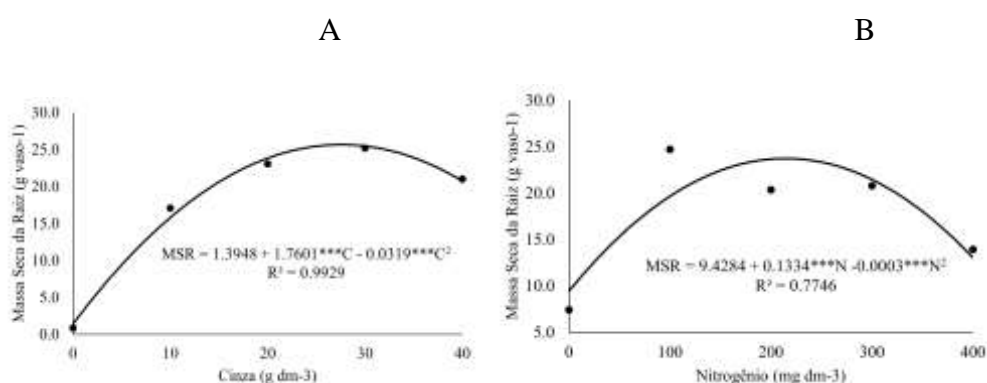 A
B
Massa Seca da Raiz (g vaso-1)
30.0
25.0
20.0
15.0
10.0
5.0
0.0
MSR = 1.3948 + 1.7601***C - 0.0319***C²
R² = 0.9929
0 10 20 30 40
Cinza (g dm-3)
Massa Seca da Raiz (g vaso-1)
30.0
25.0
20.0
15.0
10.0
5.0
MSR = 9.4284 + 0.1334***N -0.0003***N²
R² = 0.7746
0 100 200 300 400
Nitrogênio (mg dm-3)